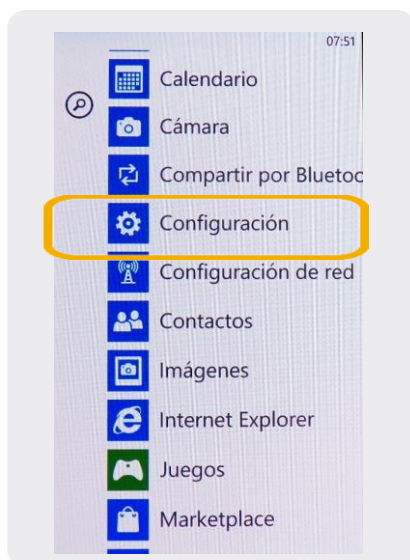 07:51
Calendario
Cámara
Compartir por Bluetoo
Configuración
Configuración de red
Contactos
Imágenes
Internet Explorer
Juegos
Marketplace